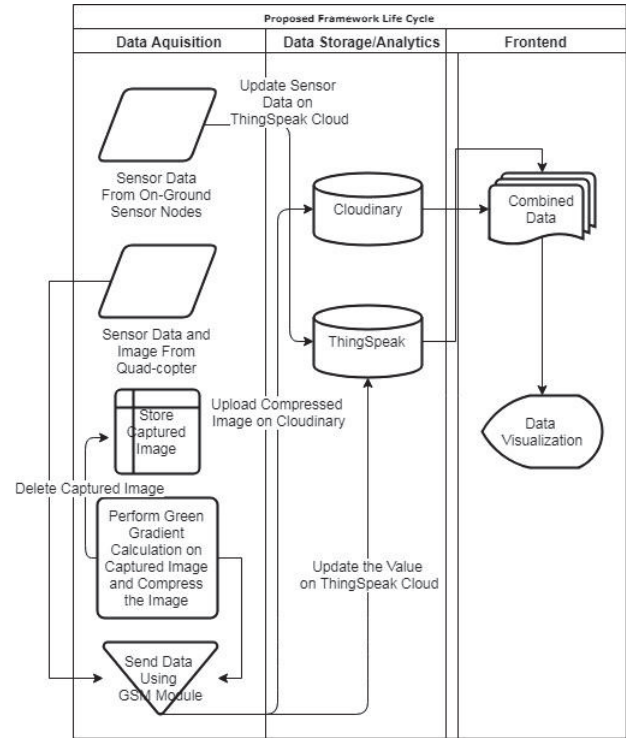 Proposed Framework Life Cycle
Data Aquisition
Data Storage/Analytics
Frontend
Update Sensor
Data on
ThingSpeak Cloud
Sensor Data
From On-Ground
Sensor Nodes
Cloudinary
Combined
Data
Sensor Data and
Image From
Quad-copter
ThingSpeak
Store
Captured
Image
Upload Compressed
Image on Cloudinary
Data
Visualization
Delete Captured Image
Perform Green
Gradient
Calculation on
Captured Image
and Compress
the Image
Update the Value
on ThingSpeak Cloud
Send Data
Using
GSM Module